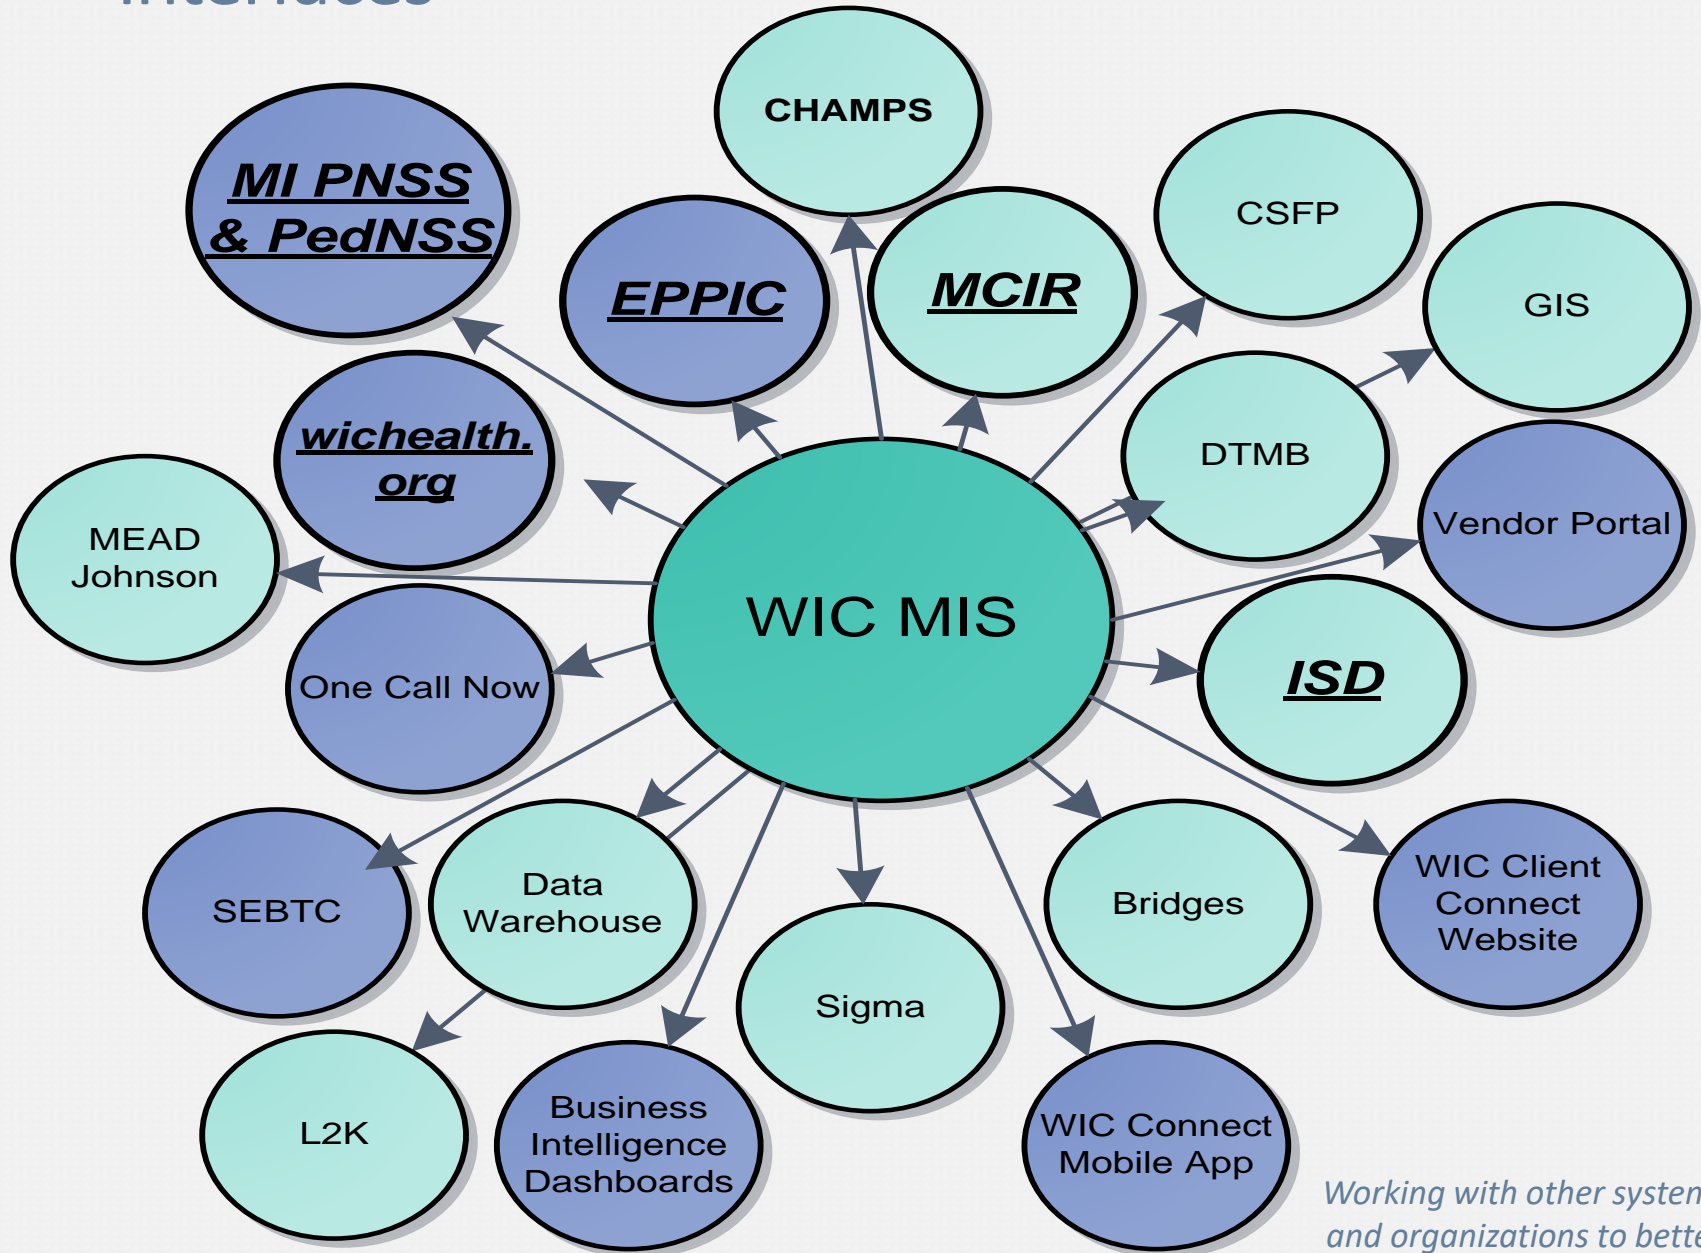 Interfaces
CHAMPS
MI PNSS
& PedNSS
CSFP
EPPIC
MCIR
GIS
wichealth.
org
DTMB
MEAD
Johnson
Vendor Portal
WIC MIS
One Call Now
ISD
SEBTC
Data
Warehouse
Bridges
WIC Client
Connect
Website
Sigma
L2K
Business
Intelligence
Dashboards
WIC Connect
Mobile App
Working with other system
and organizations to bette